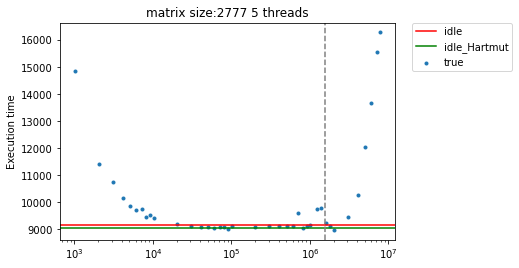 matrix size:2777 5 threads
idle
idle_Hartmut
true
Execution time
16000
15000
14000
13000
12000
11000
10000
9000
10³
10⁴
10⁵
10⁶
10⁷